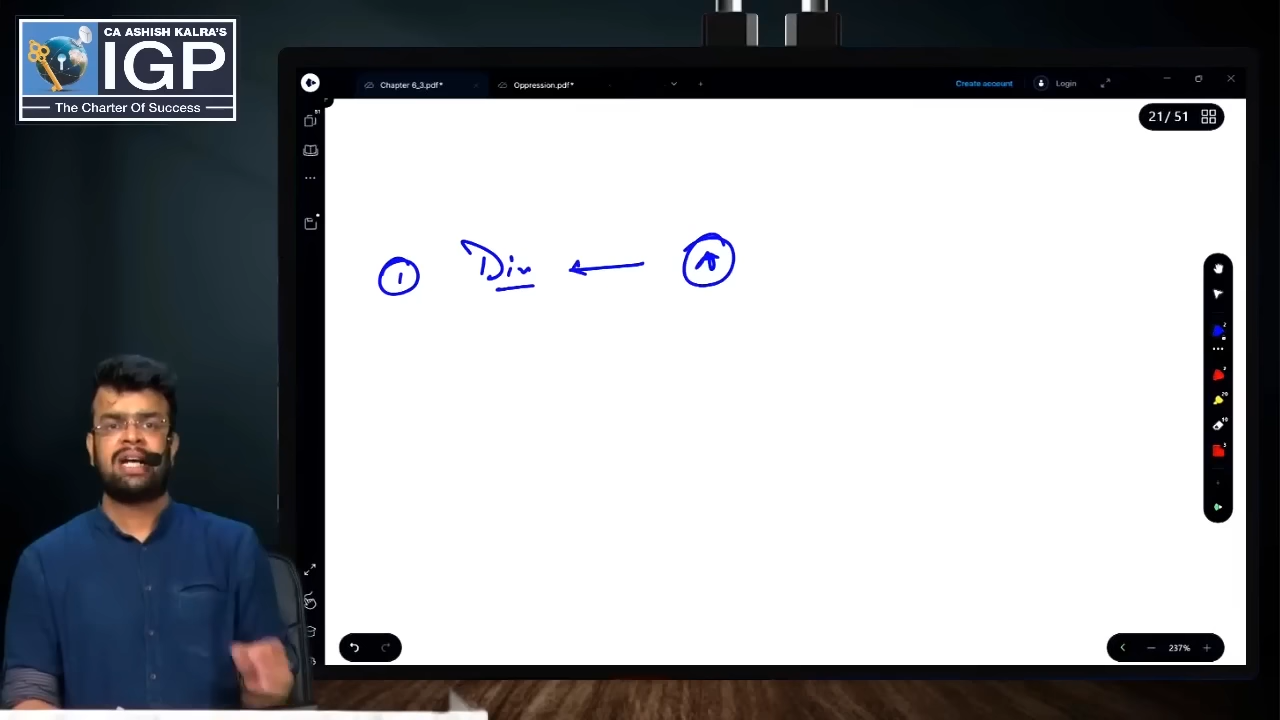 CA ASHISH KALRA'S
IGP
The Charter Of Success
Chapter 6_3.pdf*
Oppression.pdf*
Create account
Login
21/ 51
1 Dir ← A
237%